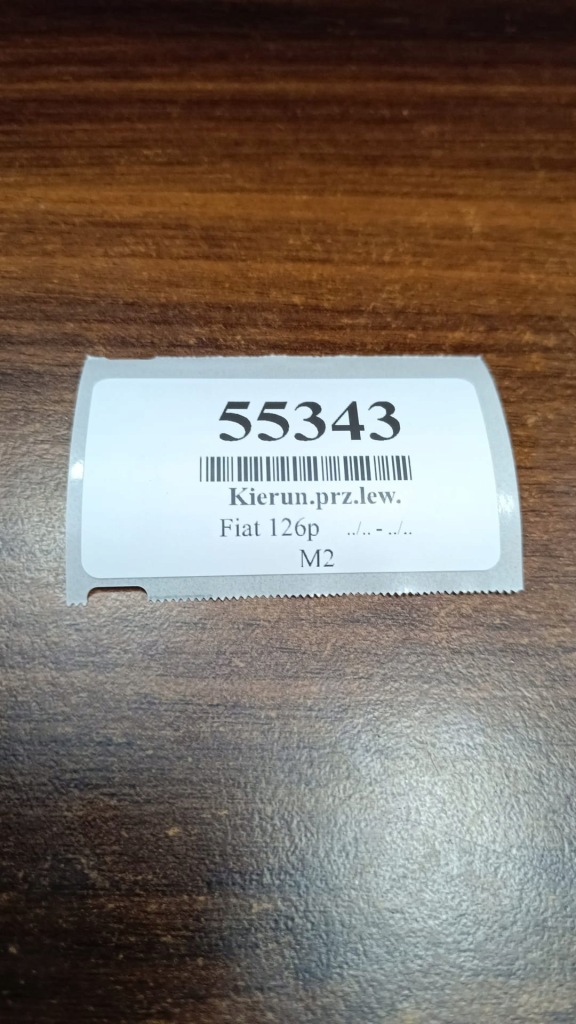 55343
Kierun.prz.lew.
Fiat 126p ../.. - ../..
M2